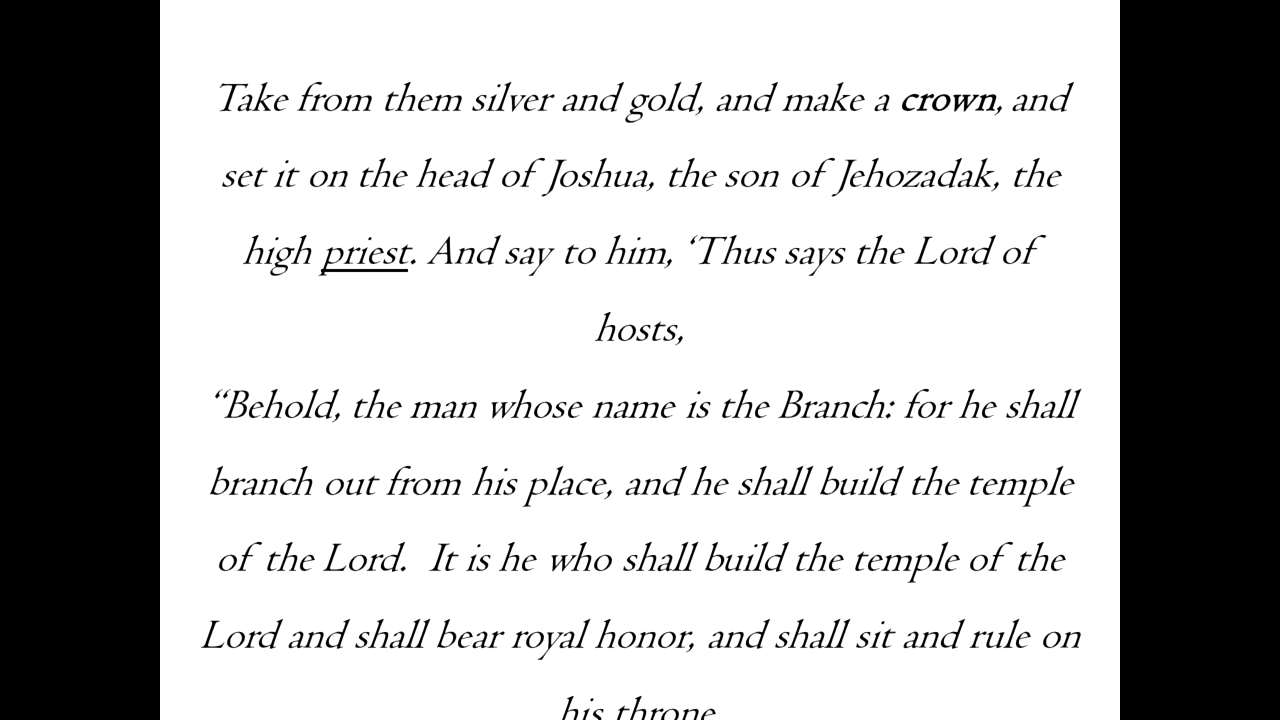 Take from them silver and gold, and make a crown, and
set it on the head of Joshua, the son of Jehozadak, the
high priest. And say to him, ‘Thus says the Lord of
hosts,
“Behold, the man whose name is the Branch: for he shall
branch out from his place, and he shall build the temple
of the Lord.  It is he who shall build the temple of the
Lord and shall bear royal honor, and shall sit and rule on
his throne